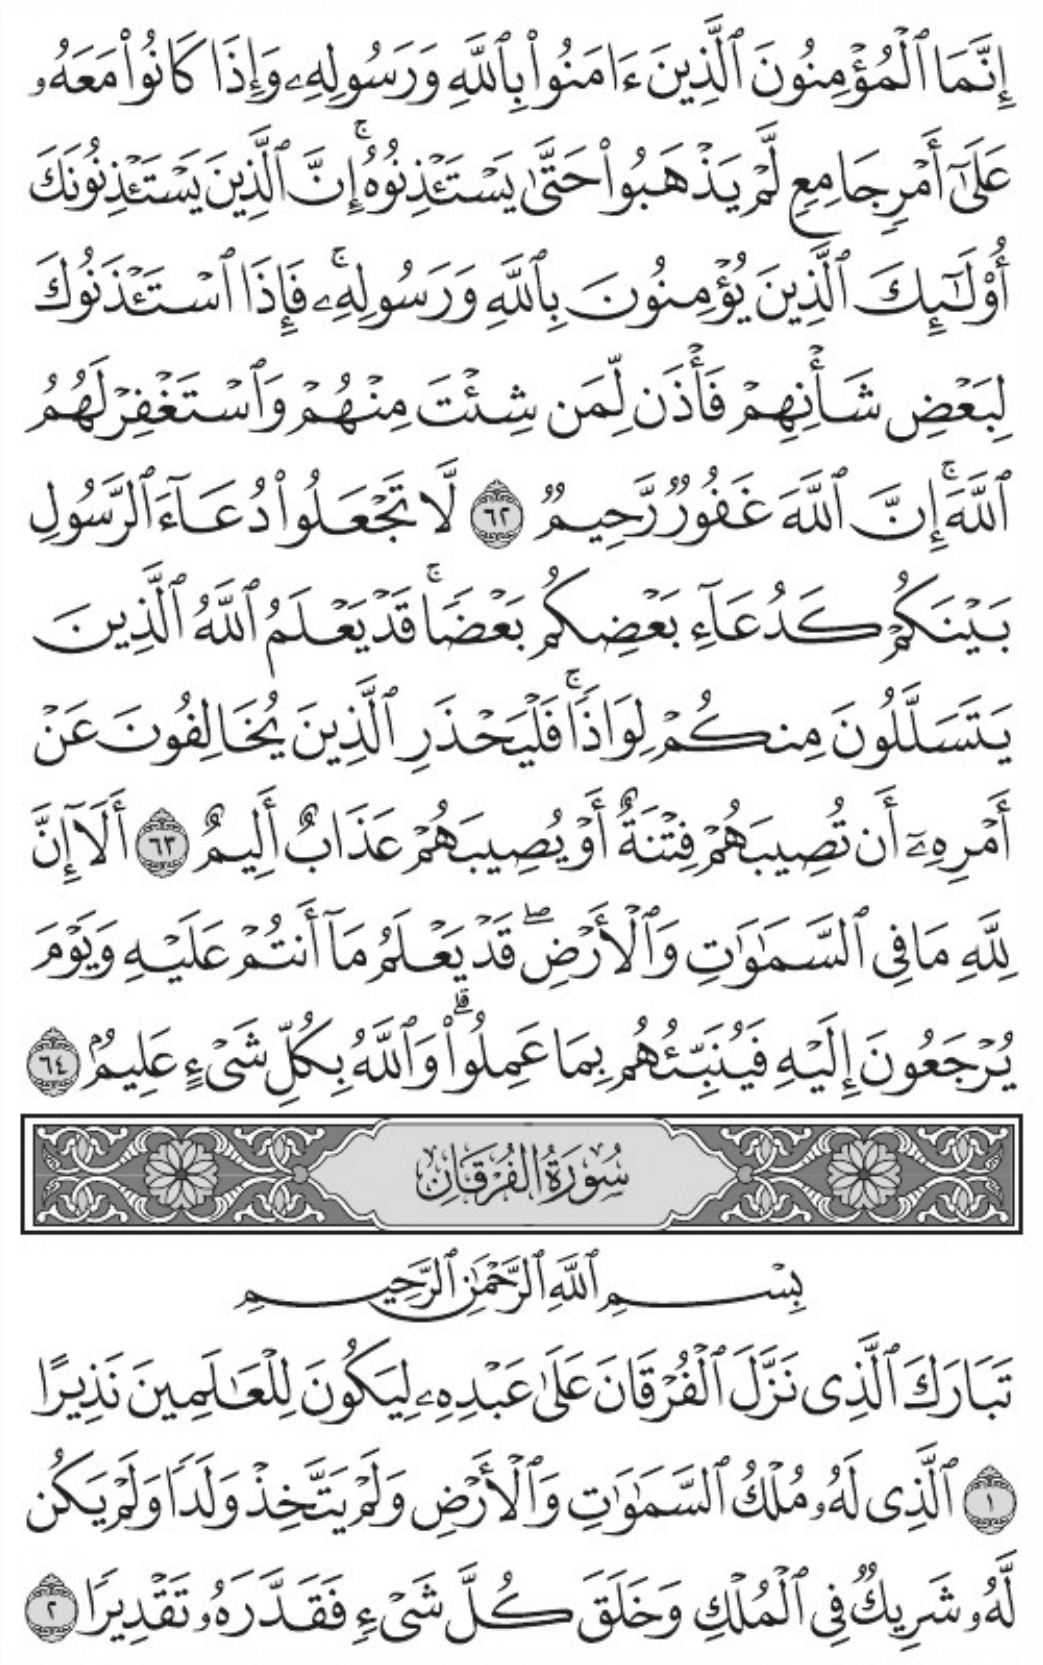 إِنَّمَا ٱلْمُؤْمِنُونَ ٱلَّذِينَ ءَامَنُوا۟ بِٱللَّهِ وَرَسُولِهِۦ وَإِذَا كَانُوا۟ مَعَهُۥ
عَلَىٰٓ أَمْرٍ جَامِعٍ لَّمْ يَذْهَبُوا۟ حَتَّىٰ يَسْتَـْٔذِنُوهُ ۚ إِنَّ ٱلَّذِينَ يَسْتَـْٔذِنُونَكَ
أُو۟لَـٰٓئِكَ ٱلَّذِينَ يُؤْمِنُونَ بِٱللَّهِ وَرَسُولِهِۦ ۚ فَإِذَا ٱسْتَـْٔذَنُوكَ
لِبَعْضِ شَأْنِهِمْ فَأْذَن لِّمَن شِئْتَ مِنْهُمْ وَٱسْتَغْفِرْ لَهُمُ
ٱللَّهَ ۚ إِنَّ ٱللَّهَ غَفُورٌ رَّحِيمٌ ٦٢ لَّا تَجْعَلُوا۟ دُعَآءَ ٱلرَّسُولِ
بَيْنَكُمْ كَدُعَآءِ بَعْضِكُم بَعْضًا ۚ قَدْ يَعْلَمُ ٱللَّهُ ٱلَّذِينَ
يَتَسَلَّلُونَ مِنكُمْ لِوَاذًا ۚ فَلْيَحْذَرِ ٱلَّذِينَ يُخَالِفُونَ عَنْ
أَمْرِهِۦٓ أَن تُصِيبَهُمْ فِتْنَةٌ أَوْ يُصِيبَهُمْ عَذَابٌ أَلِيمٌ ٦٣ أَلَآ إِنَّ
لِلَّهِ مَا فِى ٱلسَّمَـٰوَٰتِ وَٱلْأَرْضِ ۖ قَدْ يَعْلَمُ مَآ أَنتُمْ عَلَيْهِ وَيَوْمَ
يُرْجَعُونَ إِلَيْهِ فَيُنَبِّئُهُم بِمَا عَمِلُوا۟ ۗ وَٱللَّهُ بِكُلِّ شَىْءٍ عَلِيمٌۢ ٦٤
سُورَةُ الْفُرْقَانِ
بِسْمِ ٱللَّهِ ٱلرَّحْمَـٰنِ ٱلرَّحِيمِ
تَبَارَكَ ٱلَّذِى نَزَّلَ ٱلْفُرْقَانَ عَلَىٰ عَبْدِهِۦ لِيَكُونَ لِلْعَـٰلَمِينَ نَذِيرًا
١ ٱلَّذِى لَهُۥ مُلْكُ ٱلسَّمَـٰوَٰتِ وَٱلْأَرْضِ وَلَمْ يَتَّخِذْ وَلَدًا وَلَمْ يَكُن
لَّهُۥ شَرِيكٌ فِى ٱلْمُلْكِ وَخَلَقَ كُلَّ شَىْءٍ فَقَدَّرَهُۥ تَقْدِيرًا ٢